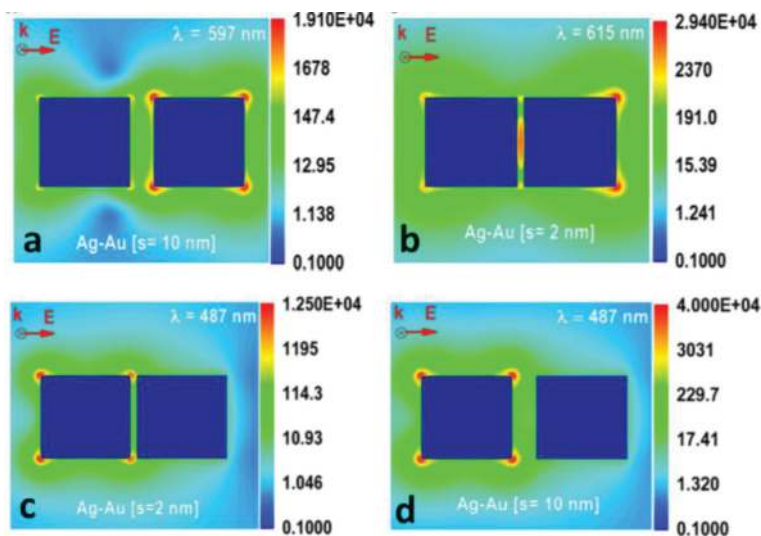 k E λ = 597 nm
1.910E+04
1678
147.4
12.95
1.138
0.1000
a Ag-Au [s= 10 nm]
k E λ = 615 nm
2.940E+04
2370
191.0
15.39
1.241
0.1000
b Ag-Au [s= 2 nm]
k E λ = 487 nm
1.250E+04
1195
114.3
10.93
1.046
0.1000
c Ag-Au [s=2 nm]
k E λ = 487 nm
4.000E+04
3031
229.7
17.41
1.320
0.1000
d Ag-Au [s= 10 nm]